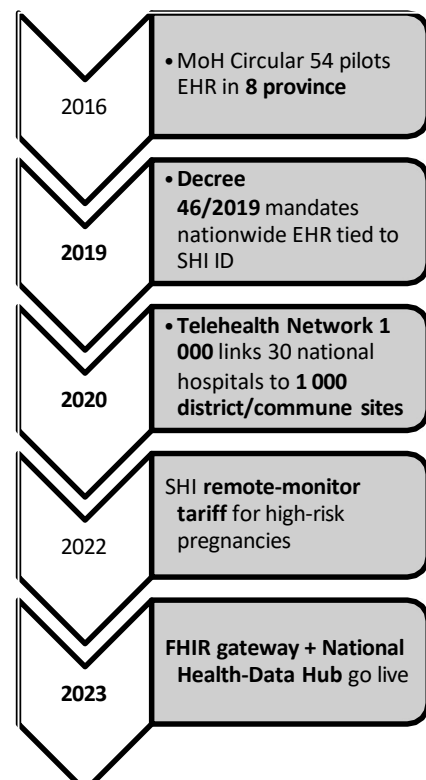 2016
• MoH Circular 54 pilots
EHR in 8 province
2019
• Decree
46/2019 mandates
nationwide EHR tied to
SHI ID
2020
• Telehealth Network 1
000 links 30 national
hospitals to 1 000
district/commune sites
2022
SHI remote-monitor
tariff for high-risk
pregnancies
2023
FHIR gateway + National
Health-Data Hub go live